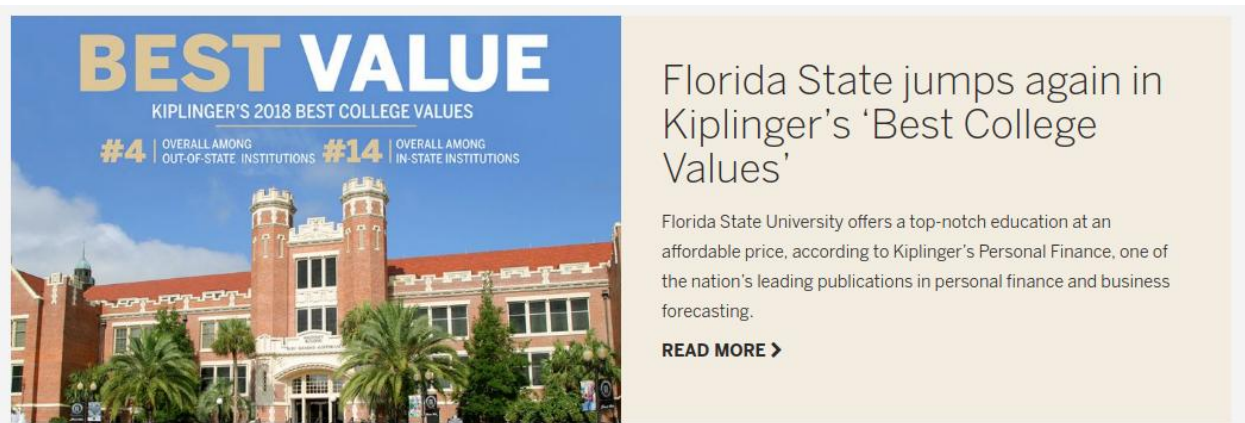 BEST VALUE
KIPLINGER'S 2018 BEST COLLEGE VALUES
#4 OVERALL AMONG
OUT-OF-STATE INSTITUTIONS
#14 OVERALL AMONG
IN-STATE INSTITUTIONS
Florida State jumps again in
Kiplinger's ‘Best College
Values’
Florida State University offers a top-notch education at an
affordable price, according to Kiplinger's Personal Finance, one of
the nation's leading publications in personal finance and business
forecasting.
READ MORE